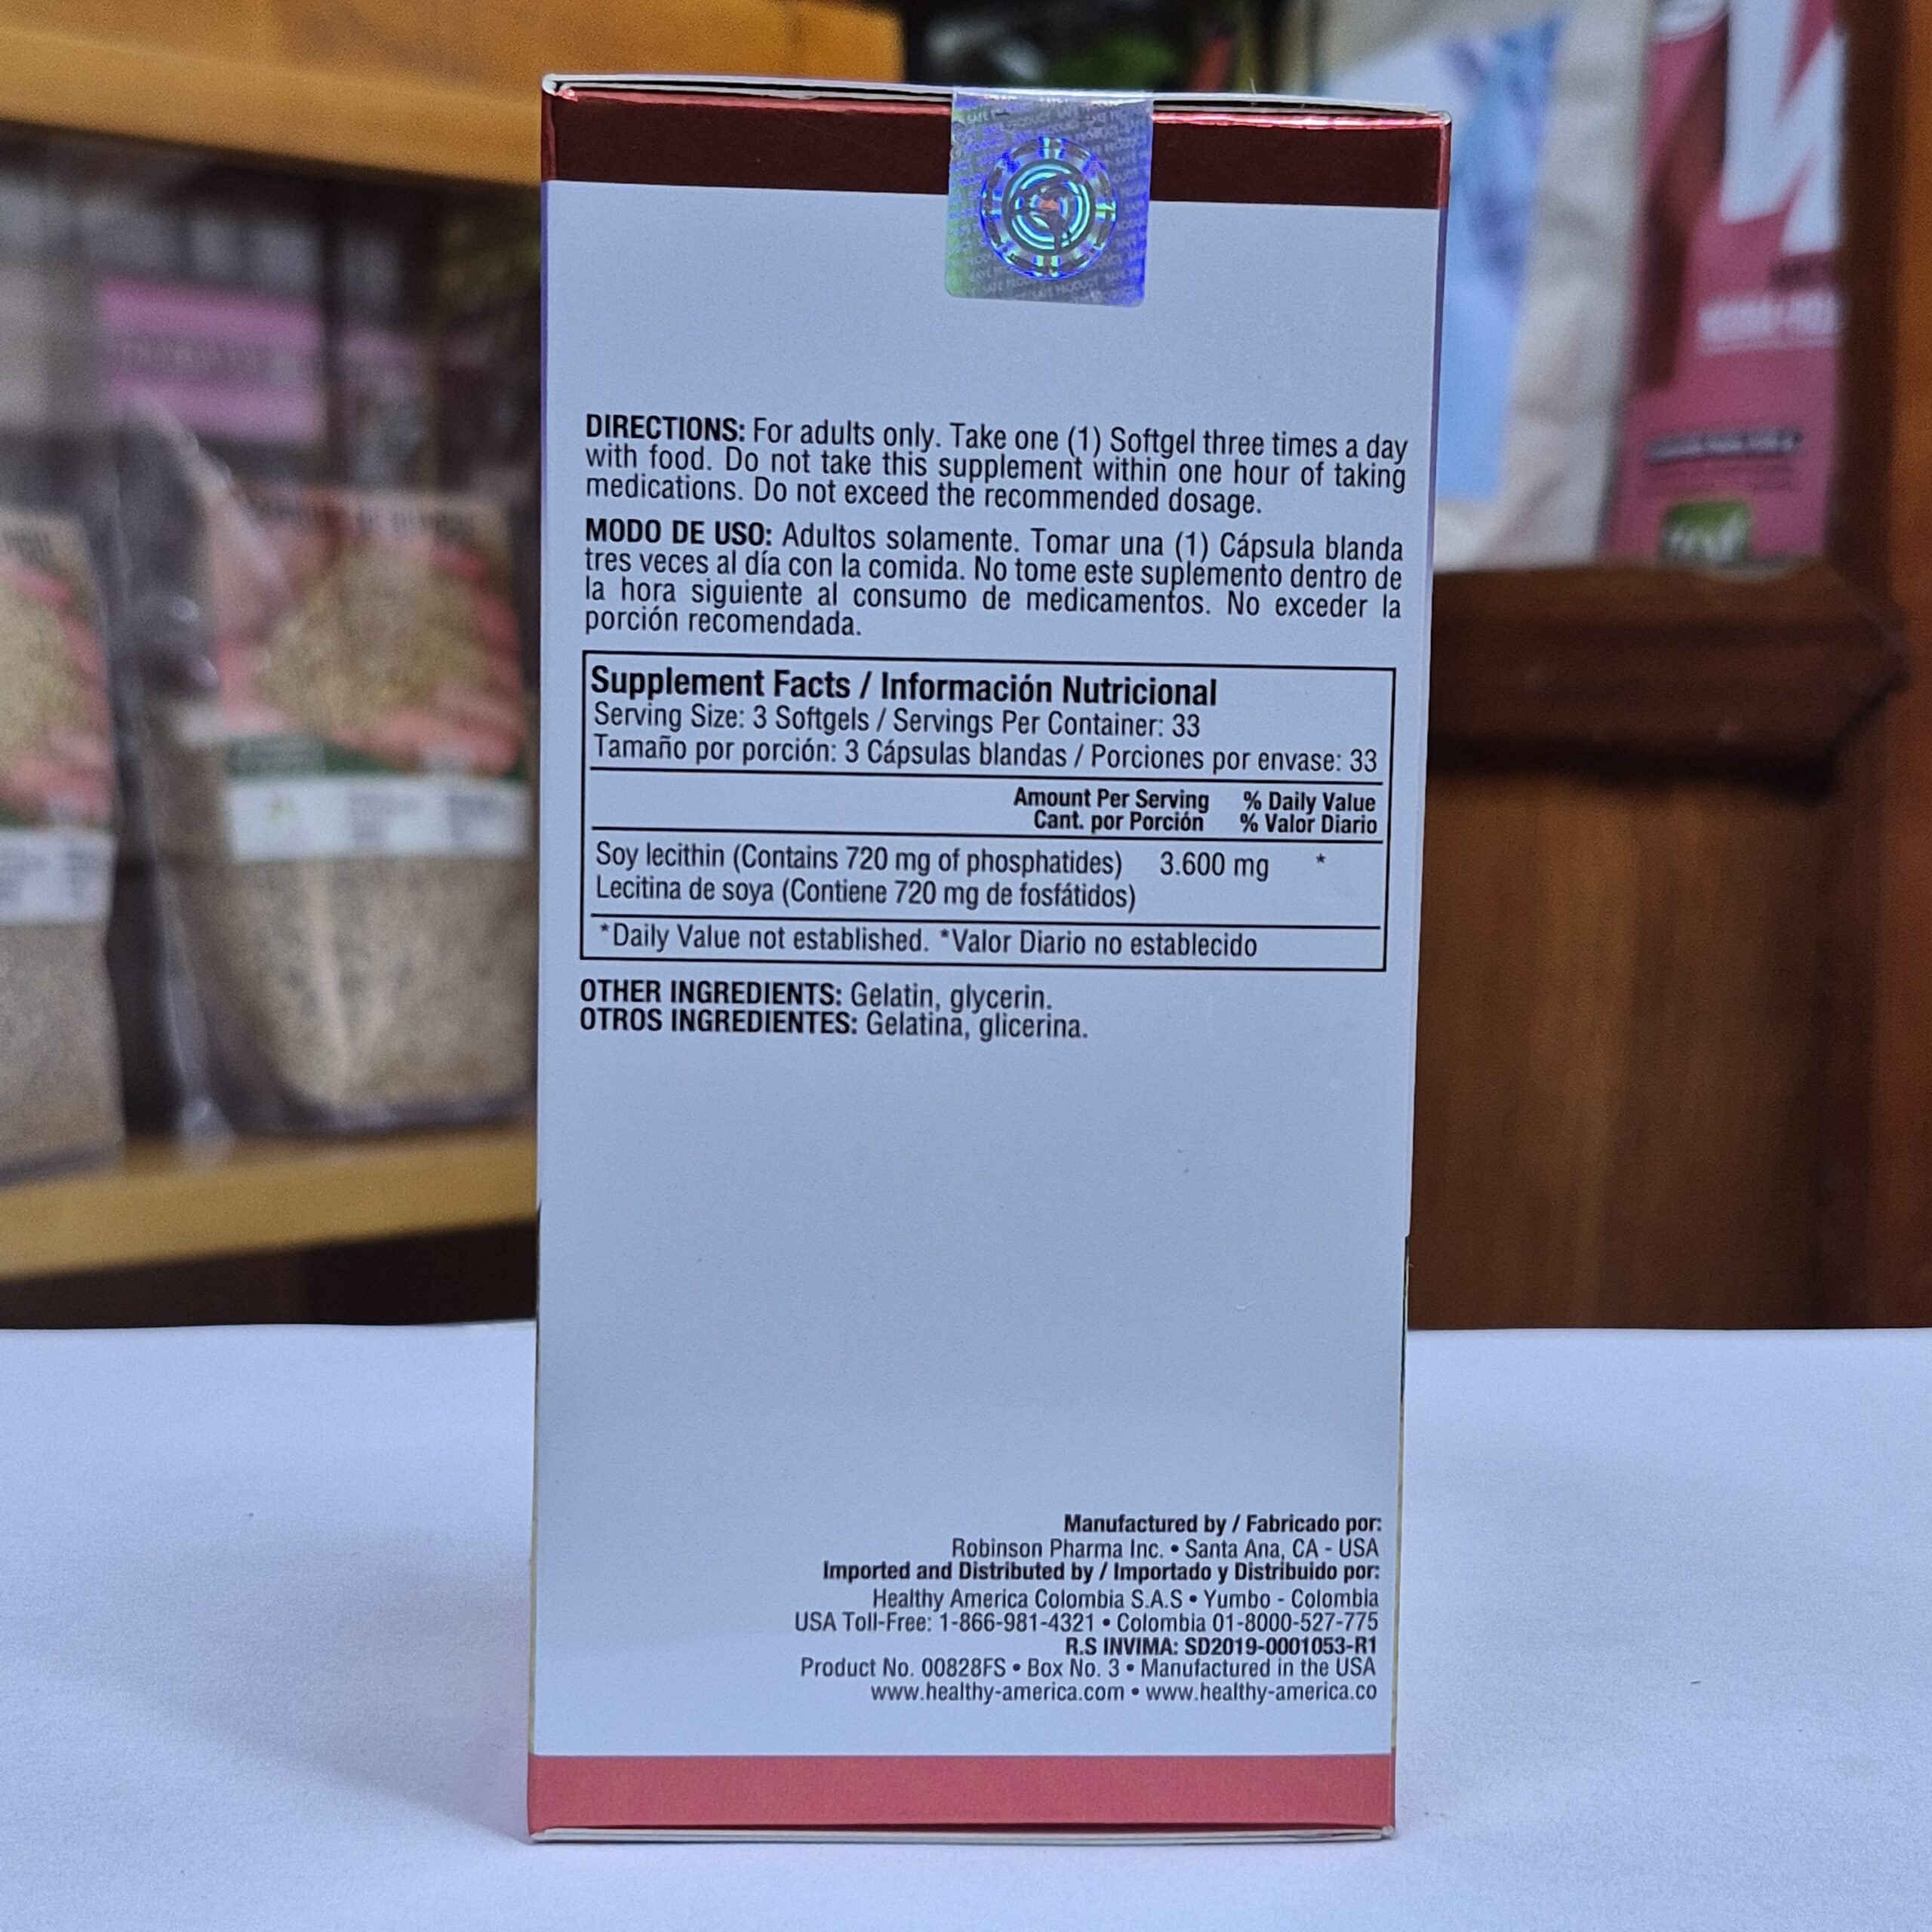 SAFE PRODUCT
DIRECTIONS: For adults only. Take one (1) Softgel three times a day
with food. Do not take this supplement within one hour of taking
medications. Do not exceed the recommended dosage.
MODO DE USO: Adultos solamente. Tomar una (1) Cápsula blanda
tres veces al día con la comida. No tome este suplemento dentro de
la hora siguiente al consumo de medicamentos. No exceder la
porción recomendada.
Supplement Facts / Información Nutricional
Serving Size: 3 Softgels / Servings Per Container: 33
Tamaño por porción: 3 Cápsulas blandas / Porciones por envase: 33
Amount Per Serving % Daily Value
Cant. por Porción % Valor Diario
Soy lecithin (Contains 720 mg of phosphatides) 3.600 mg *
Lecitina de soya (Contiene 720 mg de fosfátidos)
*Daily Value not established. *Valor Diario no establecido
OTHER INGREDIENTS: Gelatin, glycerin.
OTROS INGREDIENTES: Gelatina, glicerina.
Manufactured by / Fabricado por:
Robinson Pharma Inc. • Santa Ana, CA - USA
Imported and Distributed by / Importado y Distribuido por:
Healthy America Colombia S.A.S • Yumbo - Colombia
USA Toll-Free: 1-866-981-4321 • Colombia 01-8000-527-775
R.S INVIMA: SD2019-0001053-R1
Product No. 00828FS • Box No. 3 • Manufactured in the USA
www.healthy-america.com • www.healthy-america.co